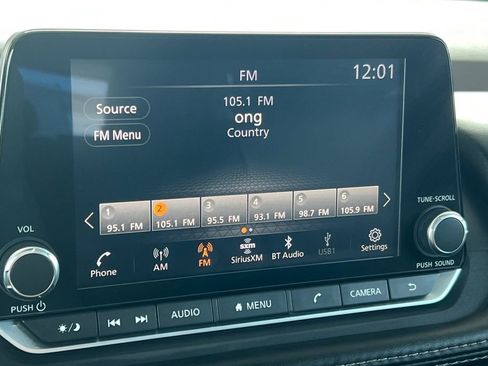 FM
12:01
Source
105.1 FM
ong
FM Menu
Country
1 2 3 4 5 6
95.1 FM 105.1 FM 95.5 FM 93.1 FM 98.7 FM 105.9 FM
VOL
TUNE·SCROLL
Phone
AM
FM
sxm
SiriusXM
BT Audio
USB1
Settings
PUSH
PUSH SOUND
AUDIO
MENU
CAMERA